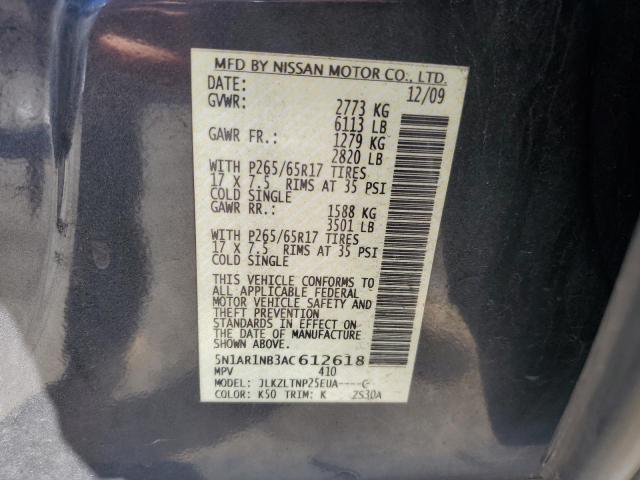 MFD BY NISSAN MOTOR CO., LTD.
DATE: 12/09
GVWR: 2773 KG
6113 LB
GAWR FR.: 1279 KG
2820 LB
WITH P265/65R17 TIRES
17 X 7.5 RIMS AT 35 PSI
COLD SINGLE
GAWR RR.: 1588 KG
3501 LB
WITH P265/65R17 TIRES
17 X 7.5 RIMS AT 35 PSI
COLD SINGLE
THIS VEHICLE CONFORMS TO
ALL APPLICABLE FEDERAL
MOTOR VEHICLE SAFETY AND
THEFT PREVENTION
STANDARDS IN EFFECT ON
THE DATE OF MANUFACTURE
5N1AR1NB3AC612618
MPV 410
MODEL: JLKZLTNP25EUA----C
COLOR: K50 TRIM: K ZS30A